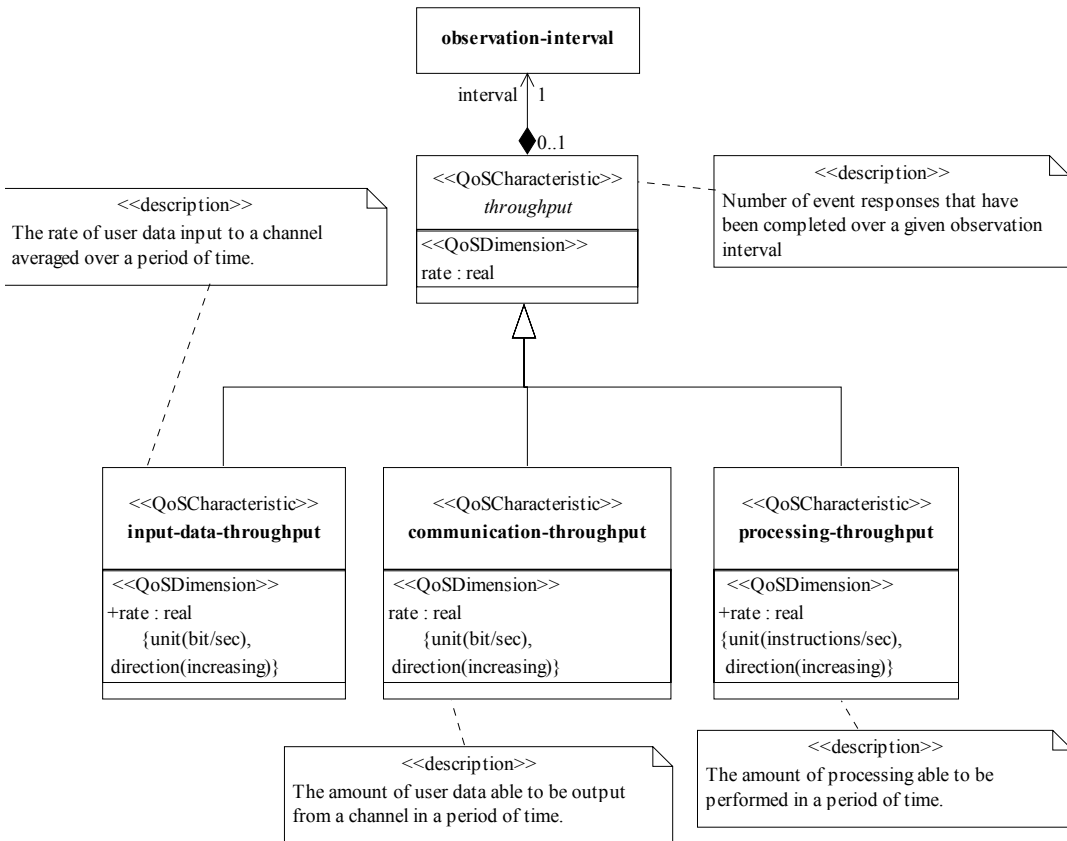 observation-interval
interval 1
0..1
<<QoSCharacteristic>>
throughput
<<QoSDimension>>
rate : real
<<description>>
Number of event responses that have
been completed over a given observation
interval
<<description>>
The rate of user data input to a channel
averaged over a period of time.
<<QoSCharacteristic>>
input-data-throughput
<<QoSDimension>>
+rate : real
{unit(bit/sec),
direction(increasing)}
<<QoSCharacteristic>>
communication-throughput
<<QoSDimension>>
rate : real
{unit(bit/sec),
direction(increasing)}
<<QoSCharacteristic>>
processing-throughput
<<QoSDimension>>
+rate : real
{unit(instructions/sec),
direction(increasing)}
<<description>>
The amount of user data able to be output
from a channel in a period of time.
<<description>>
The amount of processing able to be
performed in a period of time.